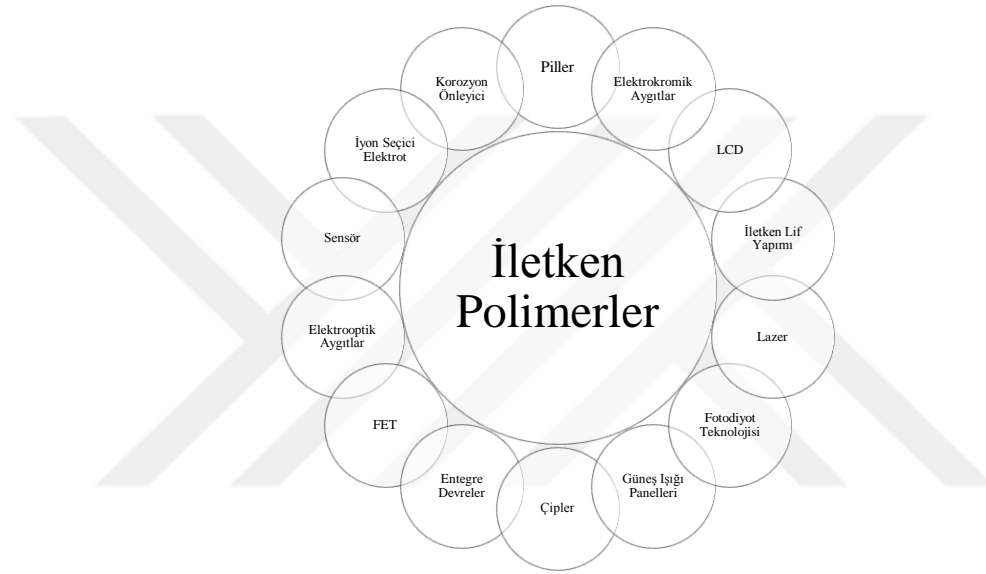 Piller
Elektrokromik
Aygıtlar
LCD
İletken Lif
Yapımı
Lazer
Fotodiyot
Teknolojisi
Güneş Işığı
Panelleri
Çipler
Entegre
Devreler
FET
Elektrooptik
Aygıtlar
Sensör
İyon Seçici
Elektrot
Korozyon
Önleyici
İletken
Polimerler